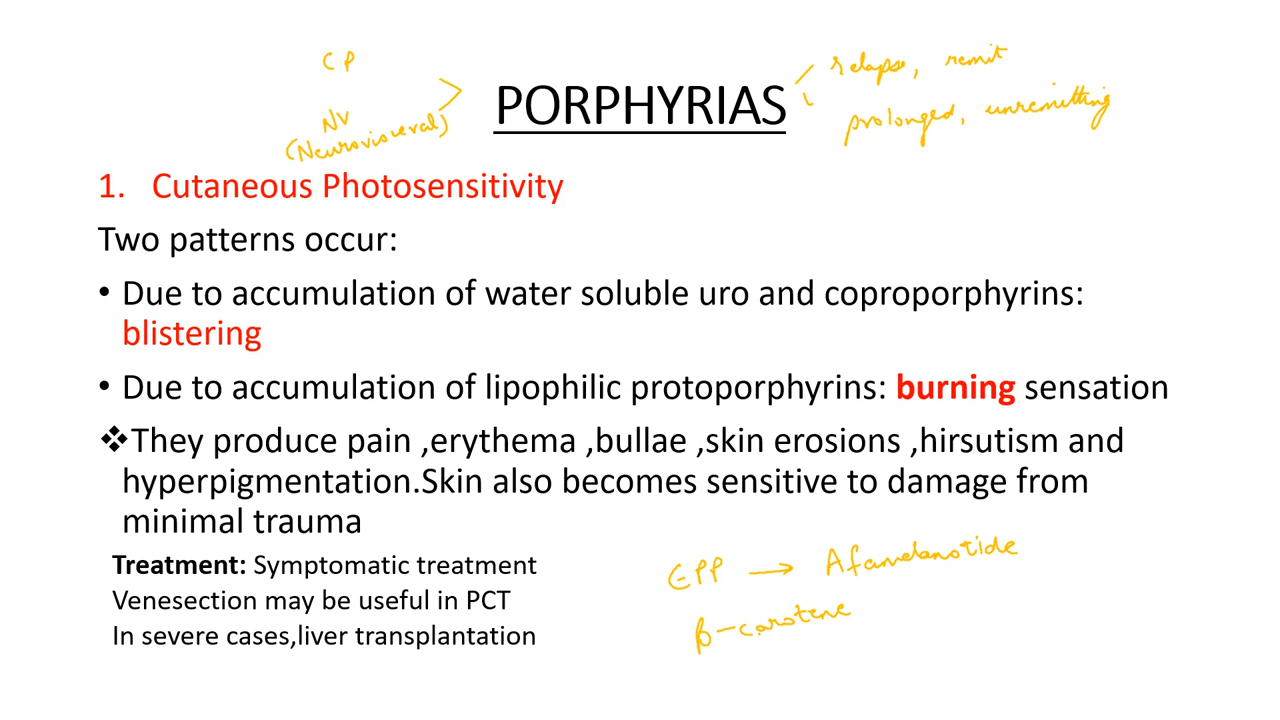 CP
NV
(Neurovisceral)
PORPHYRIAS
relapse, remit
prolonged, unremitting
1. Cutaneous Photosensitivity
Two patterns occur:
• Due to accumulation of water soluble uro and coproporphyrins:
blistering
• Due to accumulation of lipophilic protoporphyrins: burning sensation
❖They produce pain ,erythema ,bullae ,skin erosions ,hirsutism and
hyperpigmentation.Skin also becomes sensitive to damage from
minimal trauma
Treatment: Symptomatic treatment
Venesection may be useful in PCT
In severe cases,liver transplantation
EPP → Afamelanotide
β-carotene